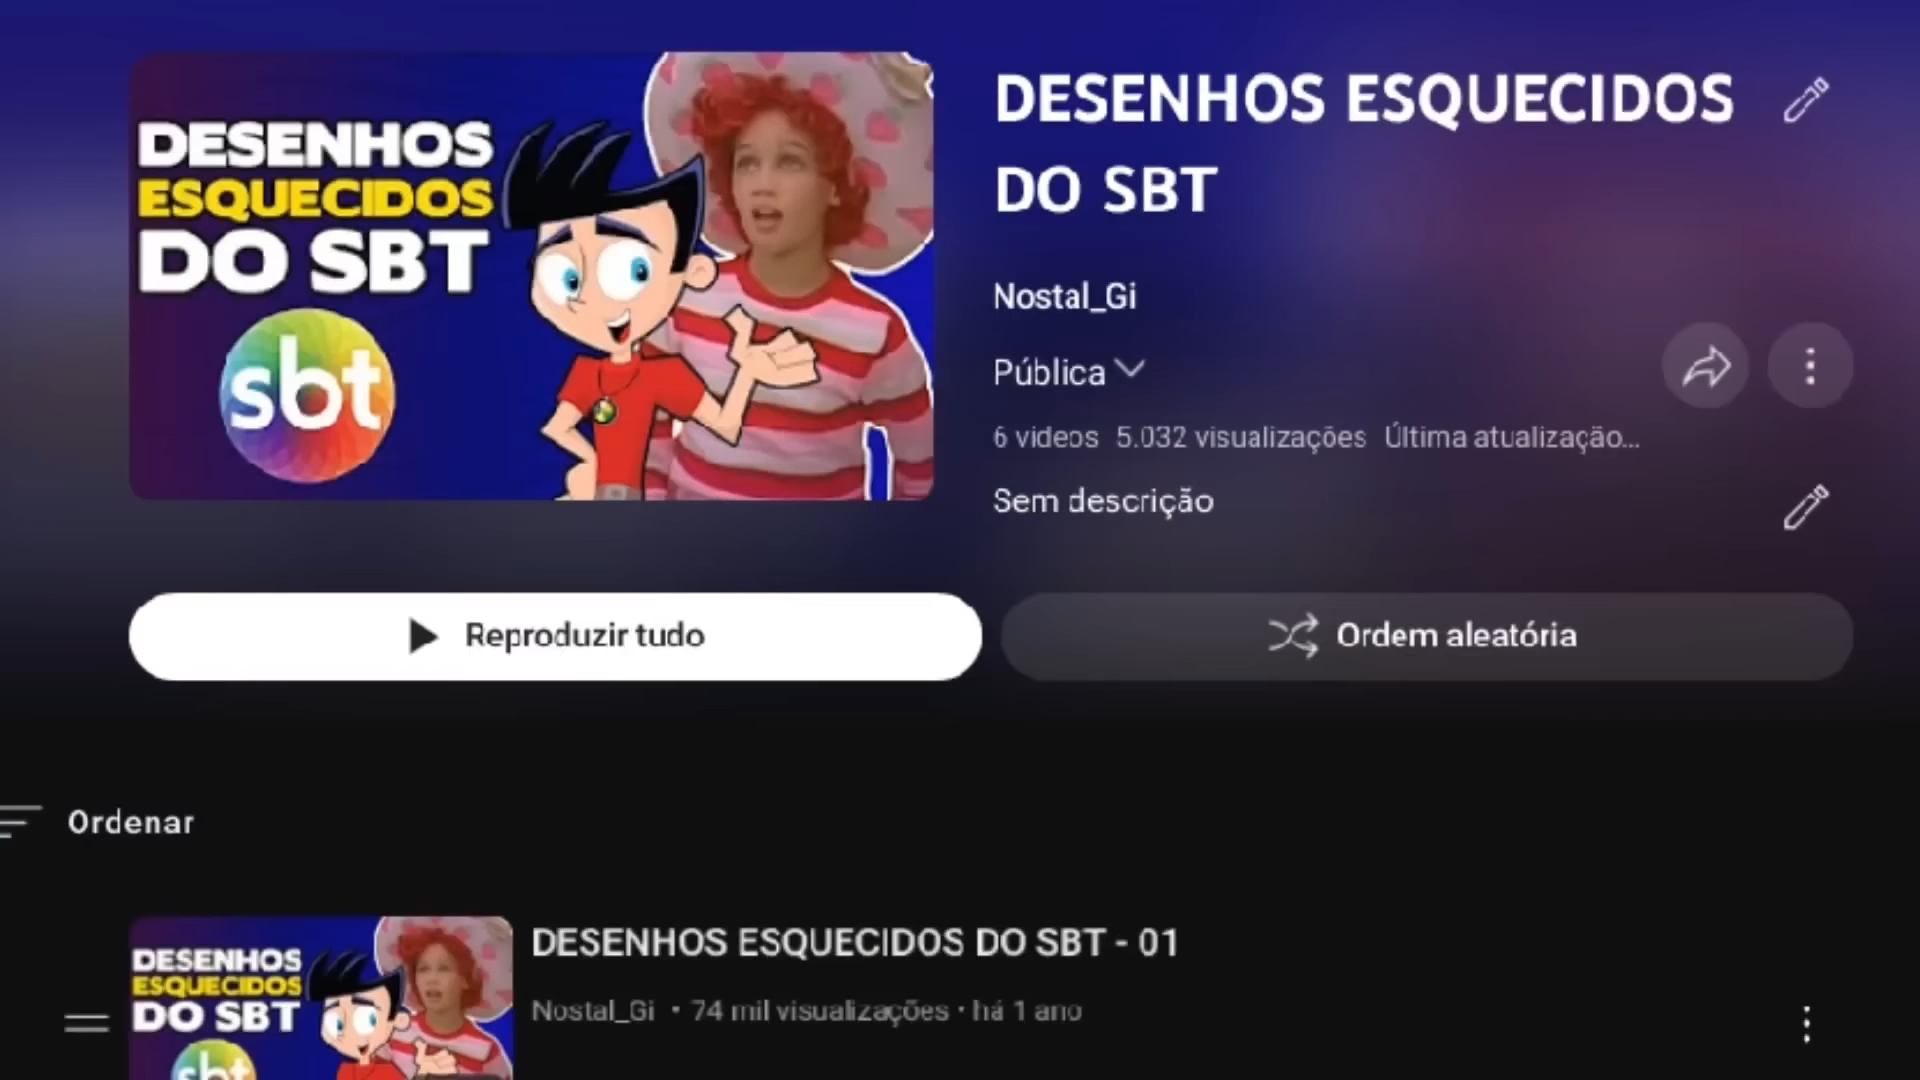 DESENHOS
ESQUECIDOS
DO SBT
sbt
DESENHOS ESQUECIDOS
DO SBT
Nostal_Gi
Pública
6 videos 5.032 visualizações Última atualização...
Sem descrição
Reproduzir tudo
Ordem aleatória
Ordenar
DESENHOS
ESQUECIDOS
DO SBT
sbt
DESENHOS ESQUECIDOS DO SBT - 01
Nostal_Gi • 74 mil visualizações • há 1 ano